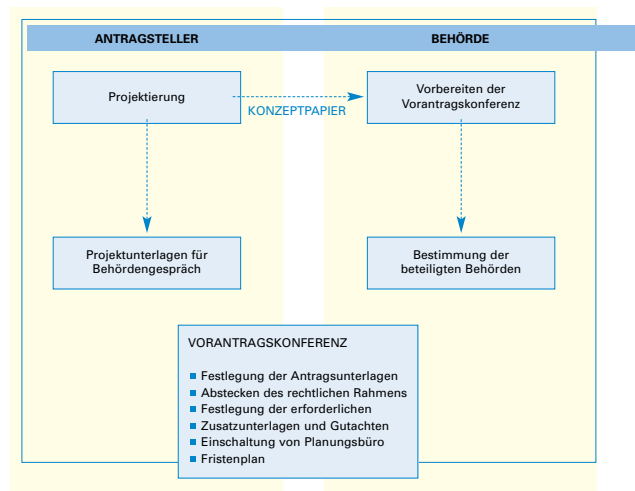 ANTRAGSTELLER
BEHÖRDE
Projektierung
KONZEPTPAPIER
Vorbereiten der
Vorantragskonferenz
Projektunterlagen für
Behördengespräch
Bestimmung der
beteiligten Behörden
VORANTRAGSKONFERENZ
Festlegung der Antragsunterlagen
Abstecken des rechtlichen Rahmens
Festlegung der erforderlichen
Zusatzunterlagen und Gutachten
Einschaltung von Planungsbüro
Fristenplan